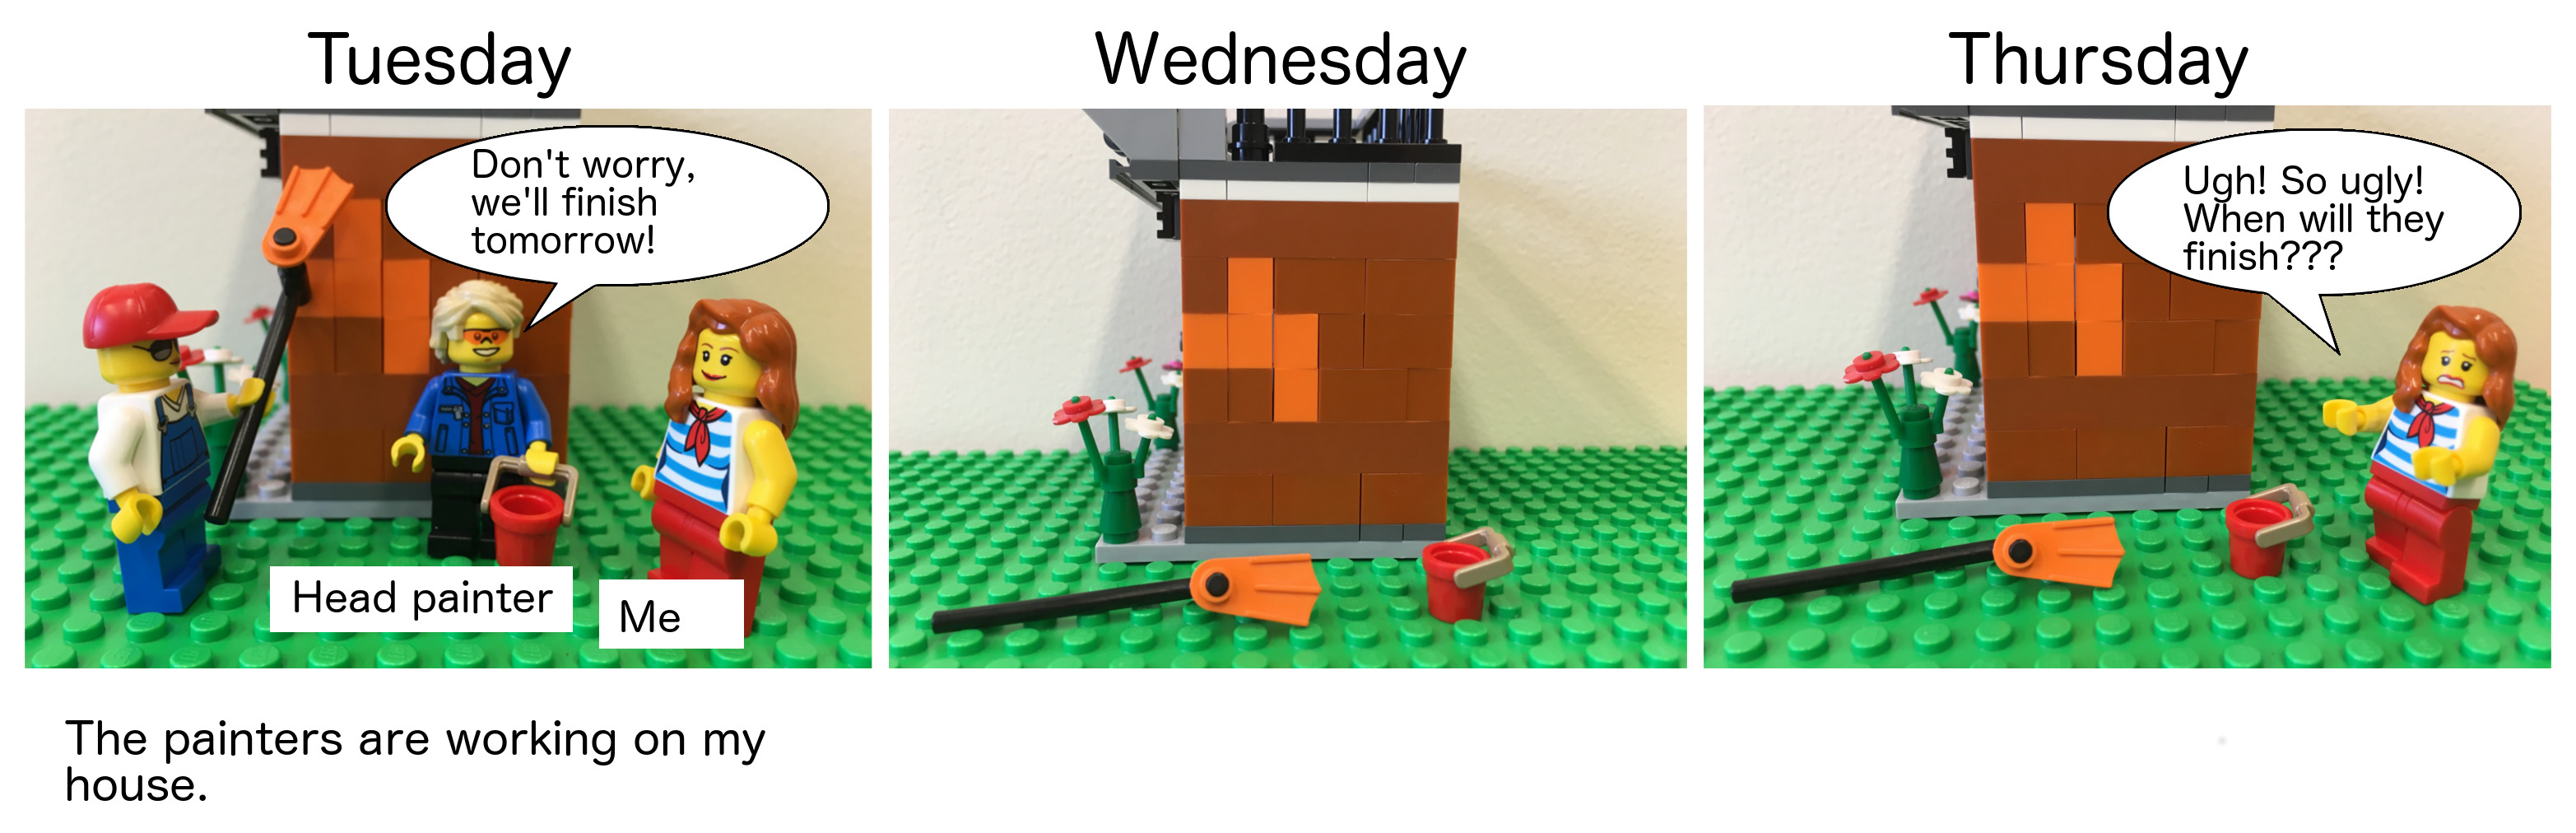 Tuesday
Don't worry,
we'll finish
tomorrow!
Head painter
Me
The painters are working on my
house.
Wednesday
Thursday
Ugh! So ugly!
When will they
finish???